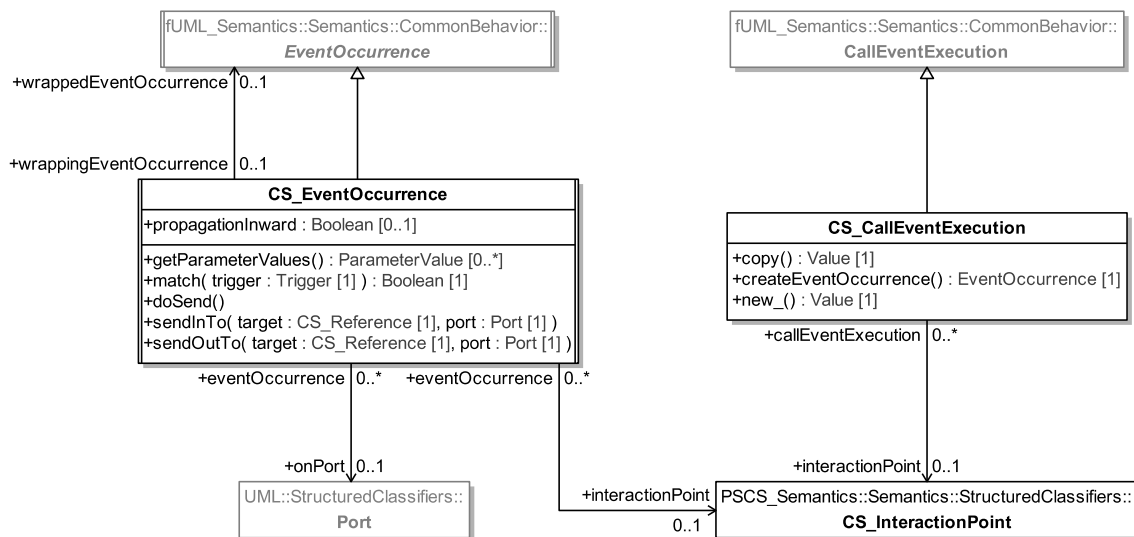 fUML_Semantics::Semantics::CommonBehavior::
EventOccurrence
fUML_Semantics::Semantics::CommonBehavior::
CallEventExecution
+wrappedEventOccurrence 0..1
+wrappingEventOccurrence 0..1
CS_EventOccurrence
+propagationInward : Boolean [0..1]
+getParameterValues() : ParameterValue [0..*]
+match( trigger : Trigger [1] ) : Boolean [1]
+doSend()
+sendInTo( target : CS_Reference [1], port : Port [1] )
+sendOutTo( target : CS_Reference [1], port : Port [1] )
CS_CallEventExecution
+copy() : Value [1]
+createEventOccurrence() : EventOccurrence [1]
+new_() : Value [1]
+callEventExecution 0..*
+eventOccurrence 0..*
+eventOccurrence 0..*
+onPort 0..1
+interactionPoint 0..1
+interactionPoint
0..1
UML::StructuredClassifiers::
Port
PSCS_Semantics::Semantics::StructuredClassifiers::
CS_InteractionPoint